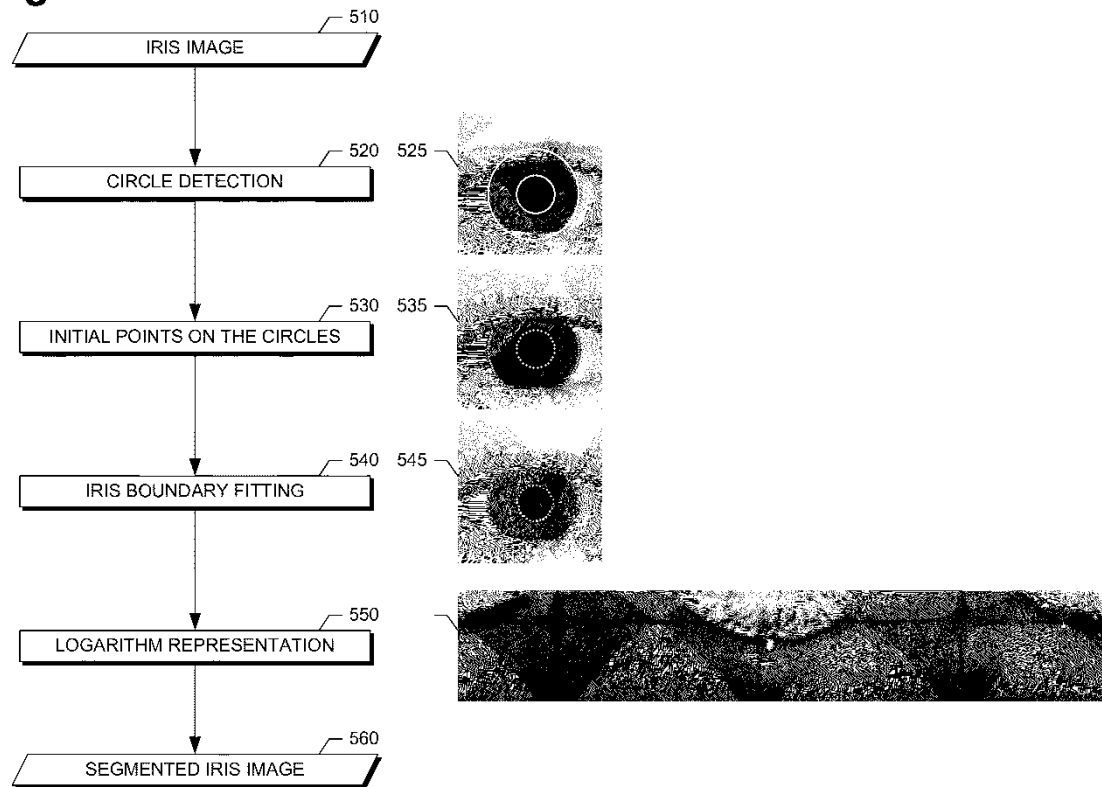 510
IRIS IMAGE
520 525
CIRCLE DETECTION
530 535
INITIAL POINTS ON THE CIRCLES
540 545
IRIS BOUNDARY FITTING
550
LOGARITHM REPRESENTATION
560
SEGMENTED IRIS IMAGE